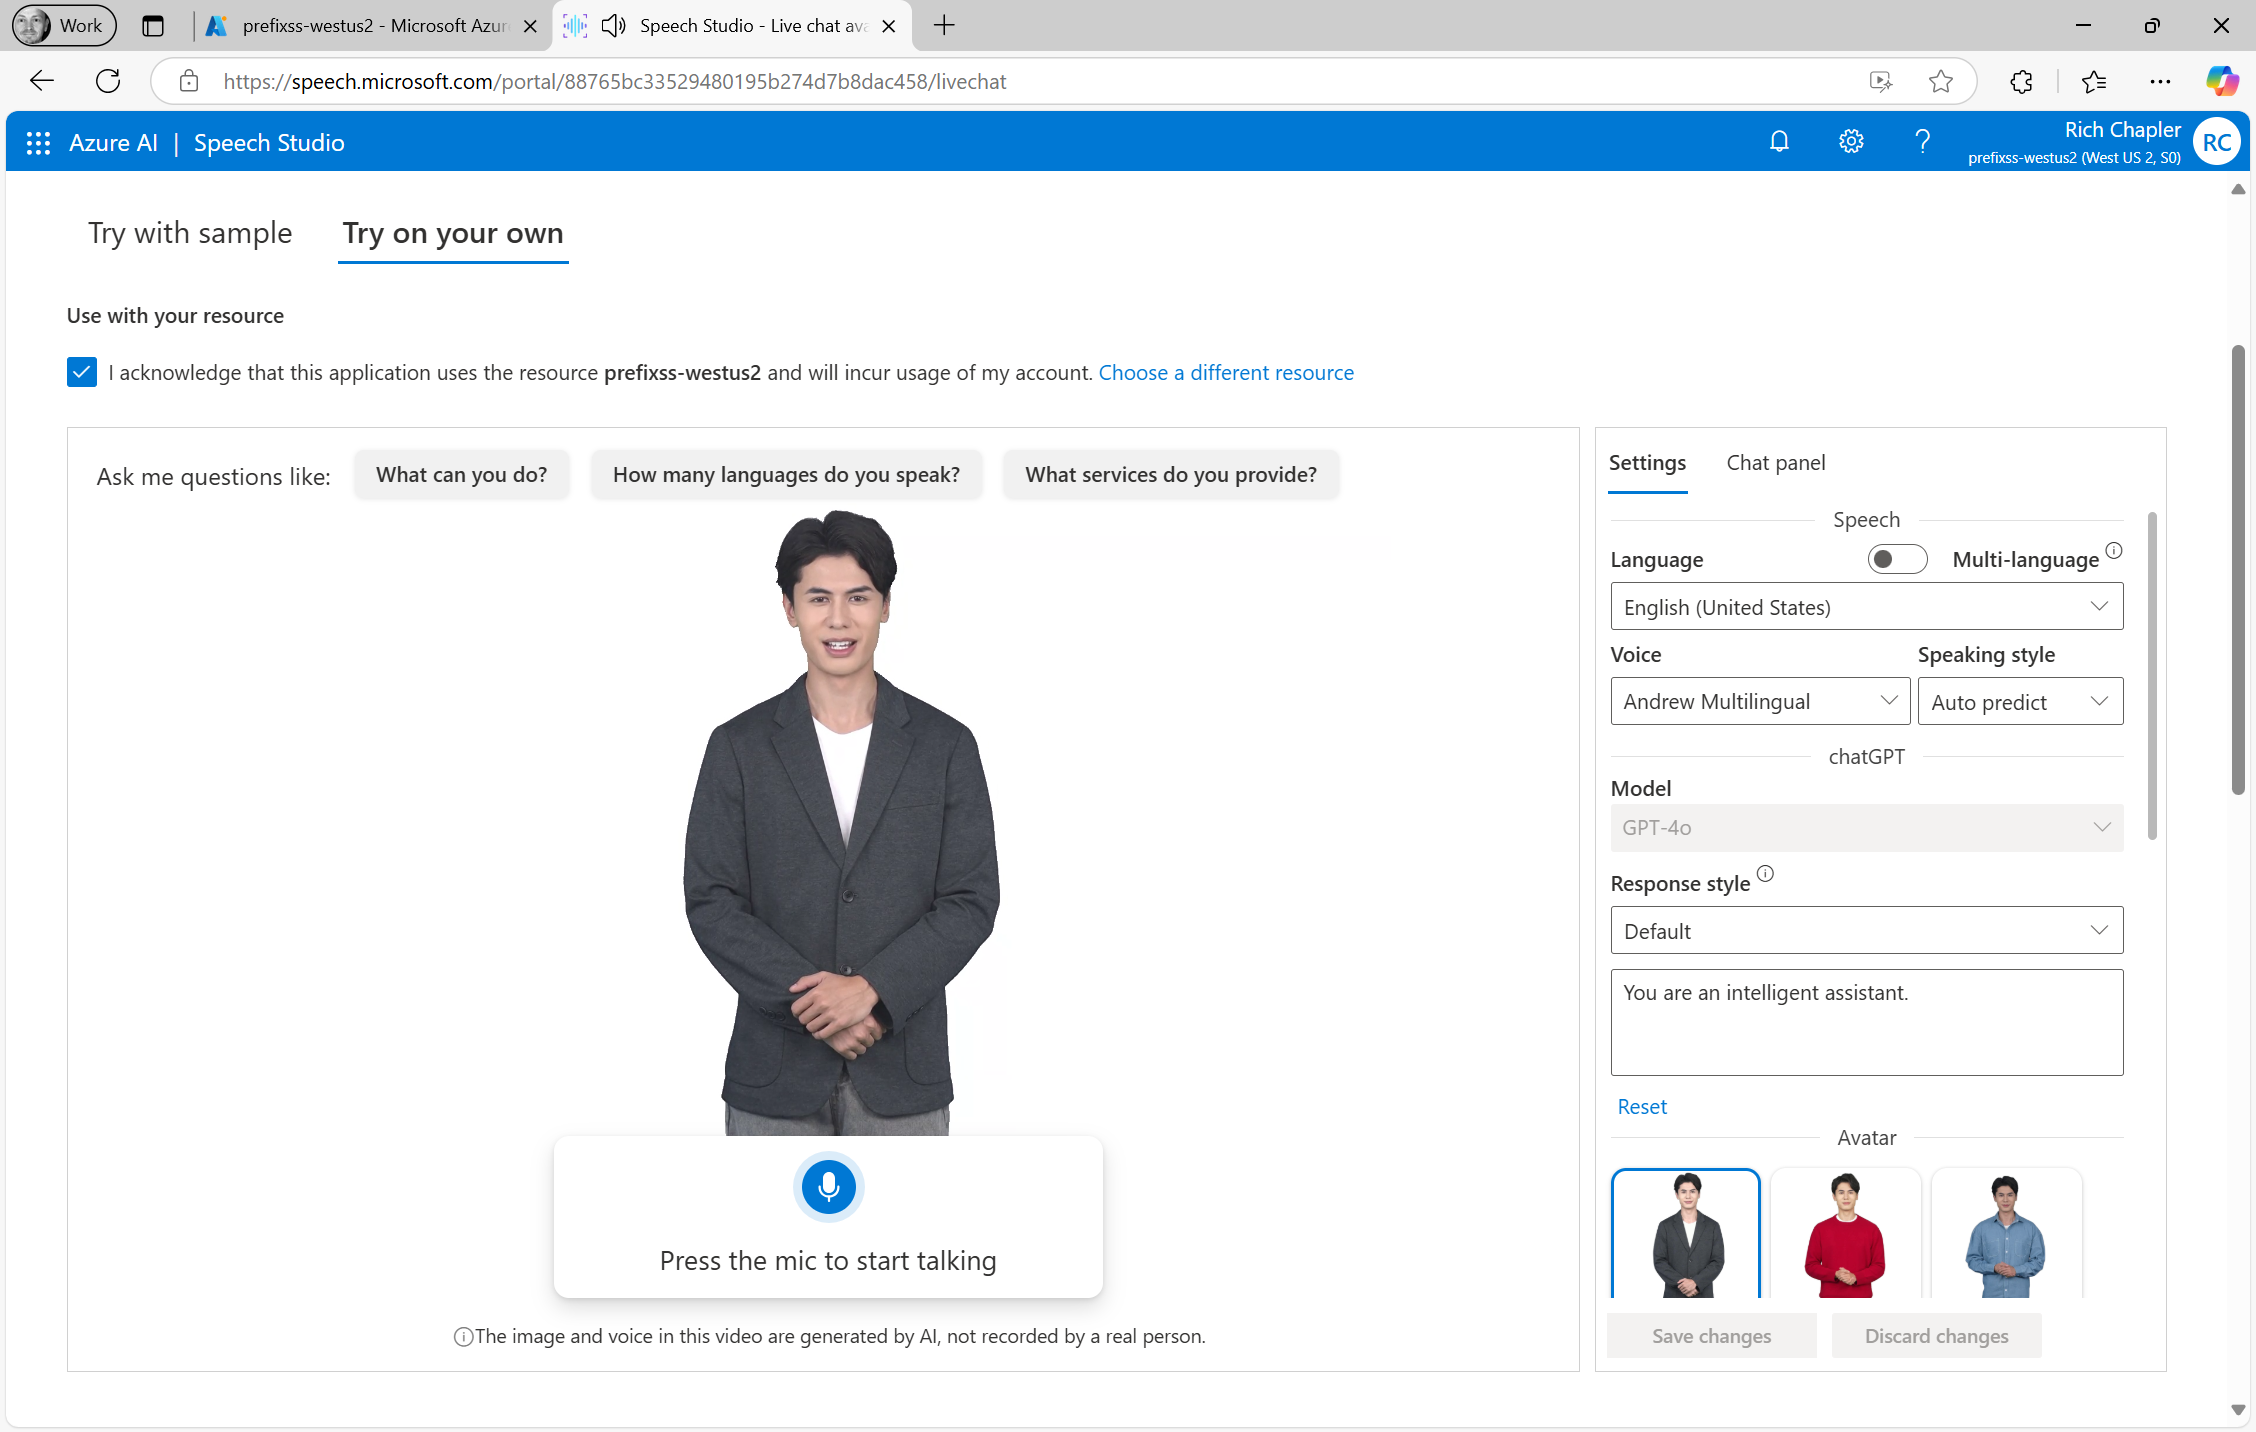 Work
prefixss-westus2 - Microsoft Azur
Speech Studio - Live chat ava
https://speech.microsoft.com/portal/88765bc33529480195b274d7b8dac458/livechat
Azure AI | Speech Studio
Rich Chapler
prefixss-westus2 (West US 2, S0)
RC
Try with sample
Try on your own
Use with your resource
I acknowledge that this application uses the resource prefixss-westus2 and will incur usage of my account. Choose a different resource
Ask me questions like:
What can you do?
How many languages do you speak?
What services do you provide?
Press the mic to start talking
The image and voice in this video are generated by AI, not recorded by a real person.
Settings
Chat panel
Speech
Language
Multi-language
English (United States)
Voice
Speaking style
Andrew Multilingual
Auto predict
chatGPT
Model
GPT-4o
Response style
Default
You are an intelligent assistant.
Reset
Avatar
Save changes
Discard changes